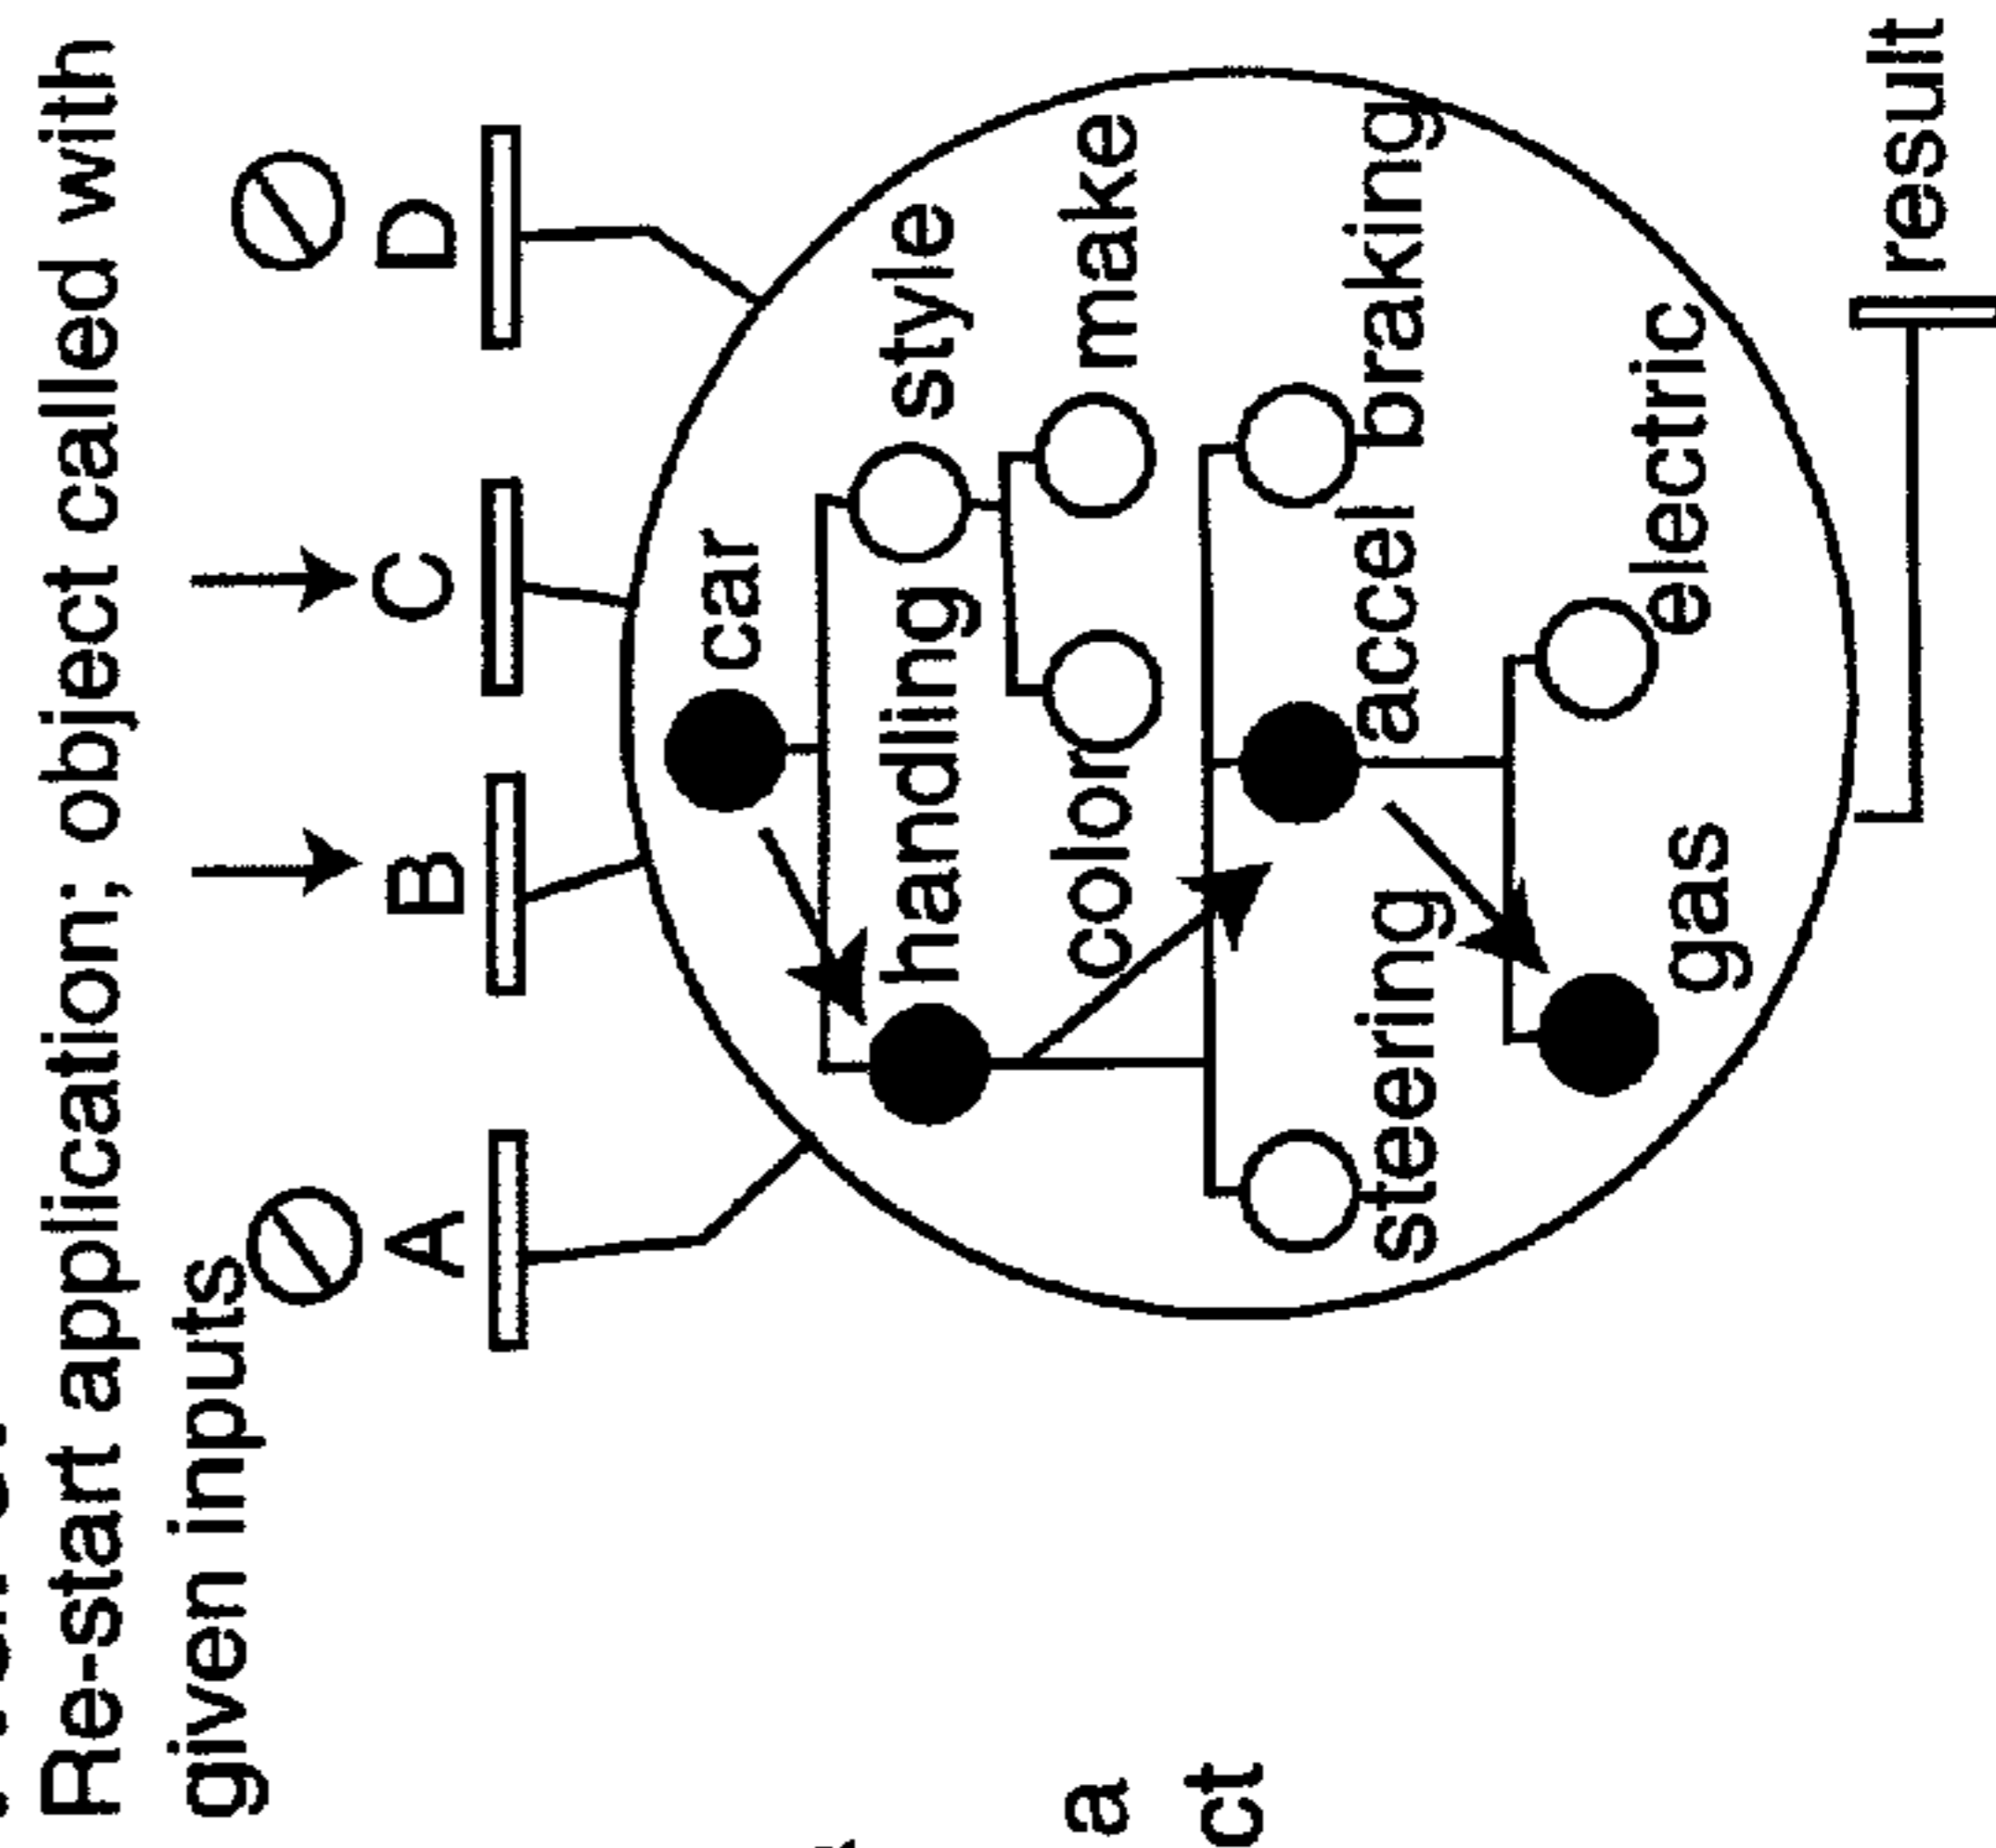 Re-start application; object called with
given inputs
A
B
C
D
car
handling
style
color
make
steering
accel
braking
gas
electric
result
a
ct